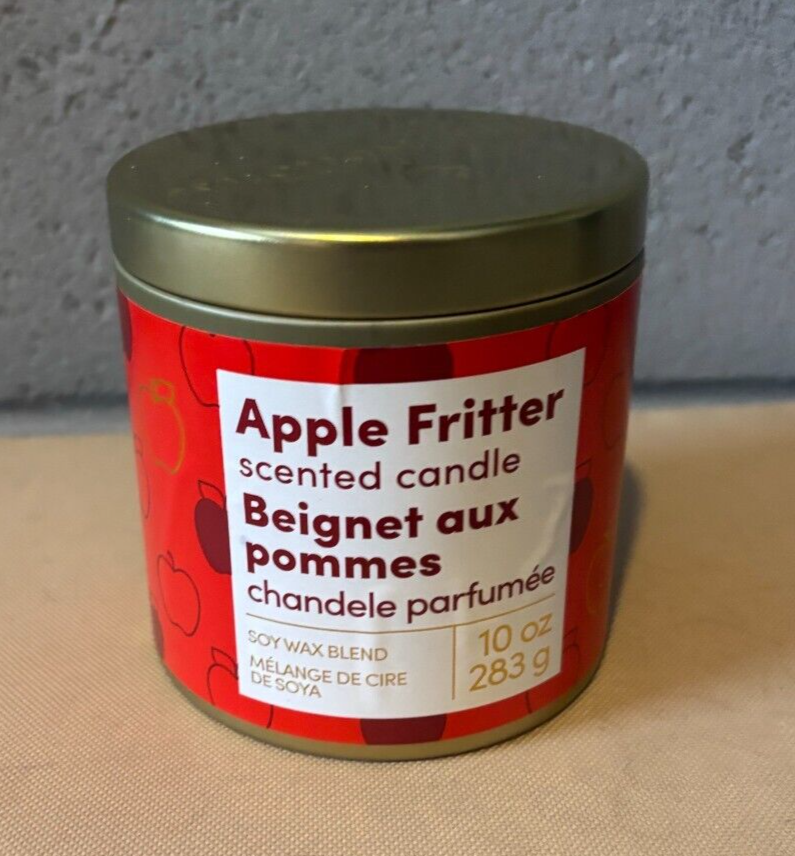 Apple Fritter
scented candle
Beignet aux
pommes
chandele parfumée
SOY WAX BLEND
MÉLANGE DE CIRE
DE SOYA
10 oz
283 g